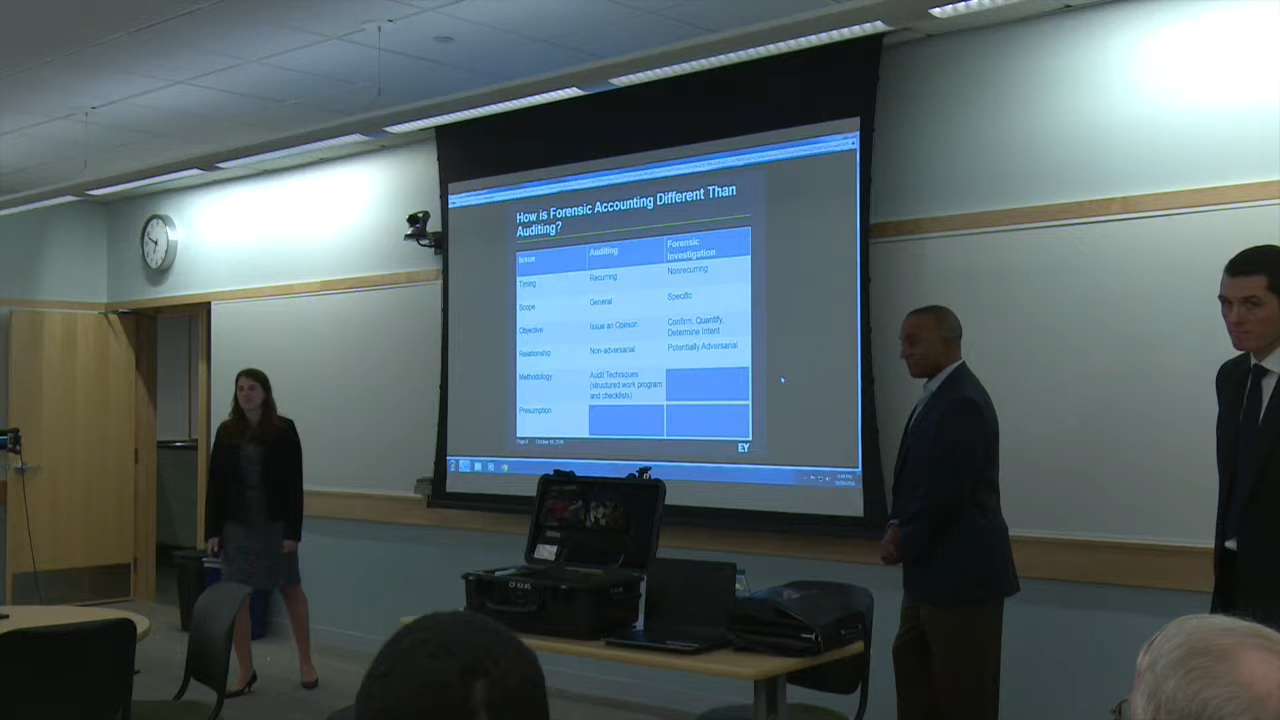 How is Forensic Accounting Different Than
Auditing?
Issue
Auditing
Forensic
Investigation
Timing
Recurring
Nonrecurring
Scope
General
Specific
Objective
Issue an Opinion
Confirm, Quantify,
Determine Intent
Relationship
Non-adversarial
Potentially Adversarial
Methodology
Audit Techniques
(structured work program
and checklists)
Presumption
EY